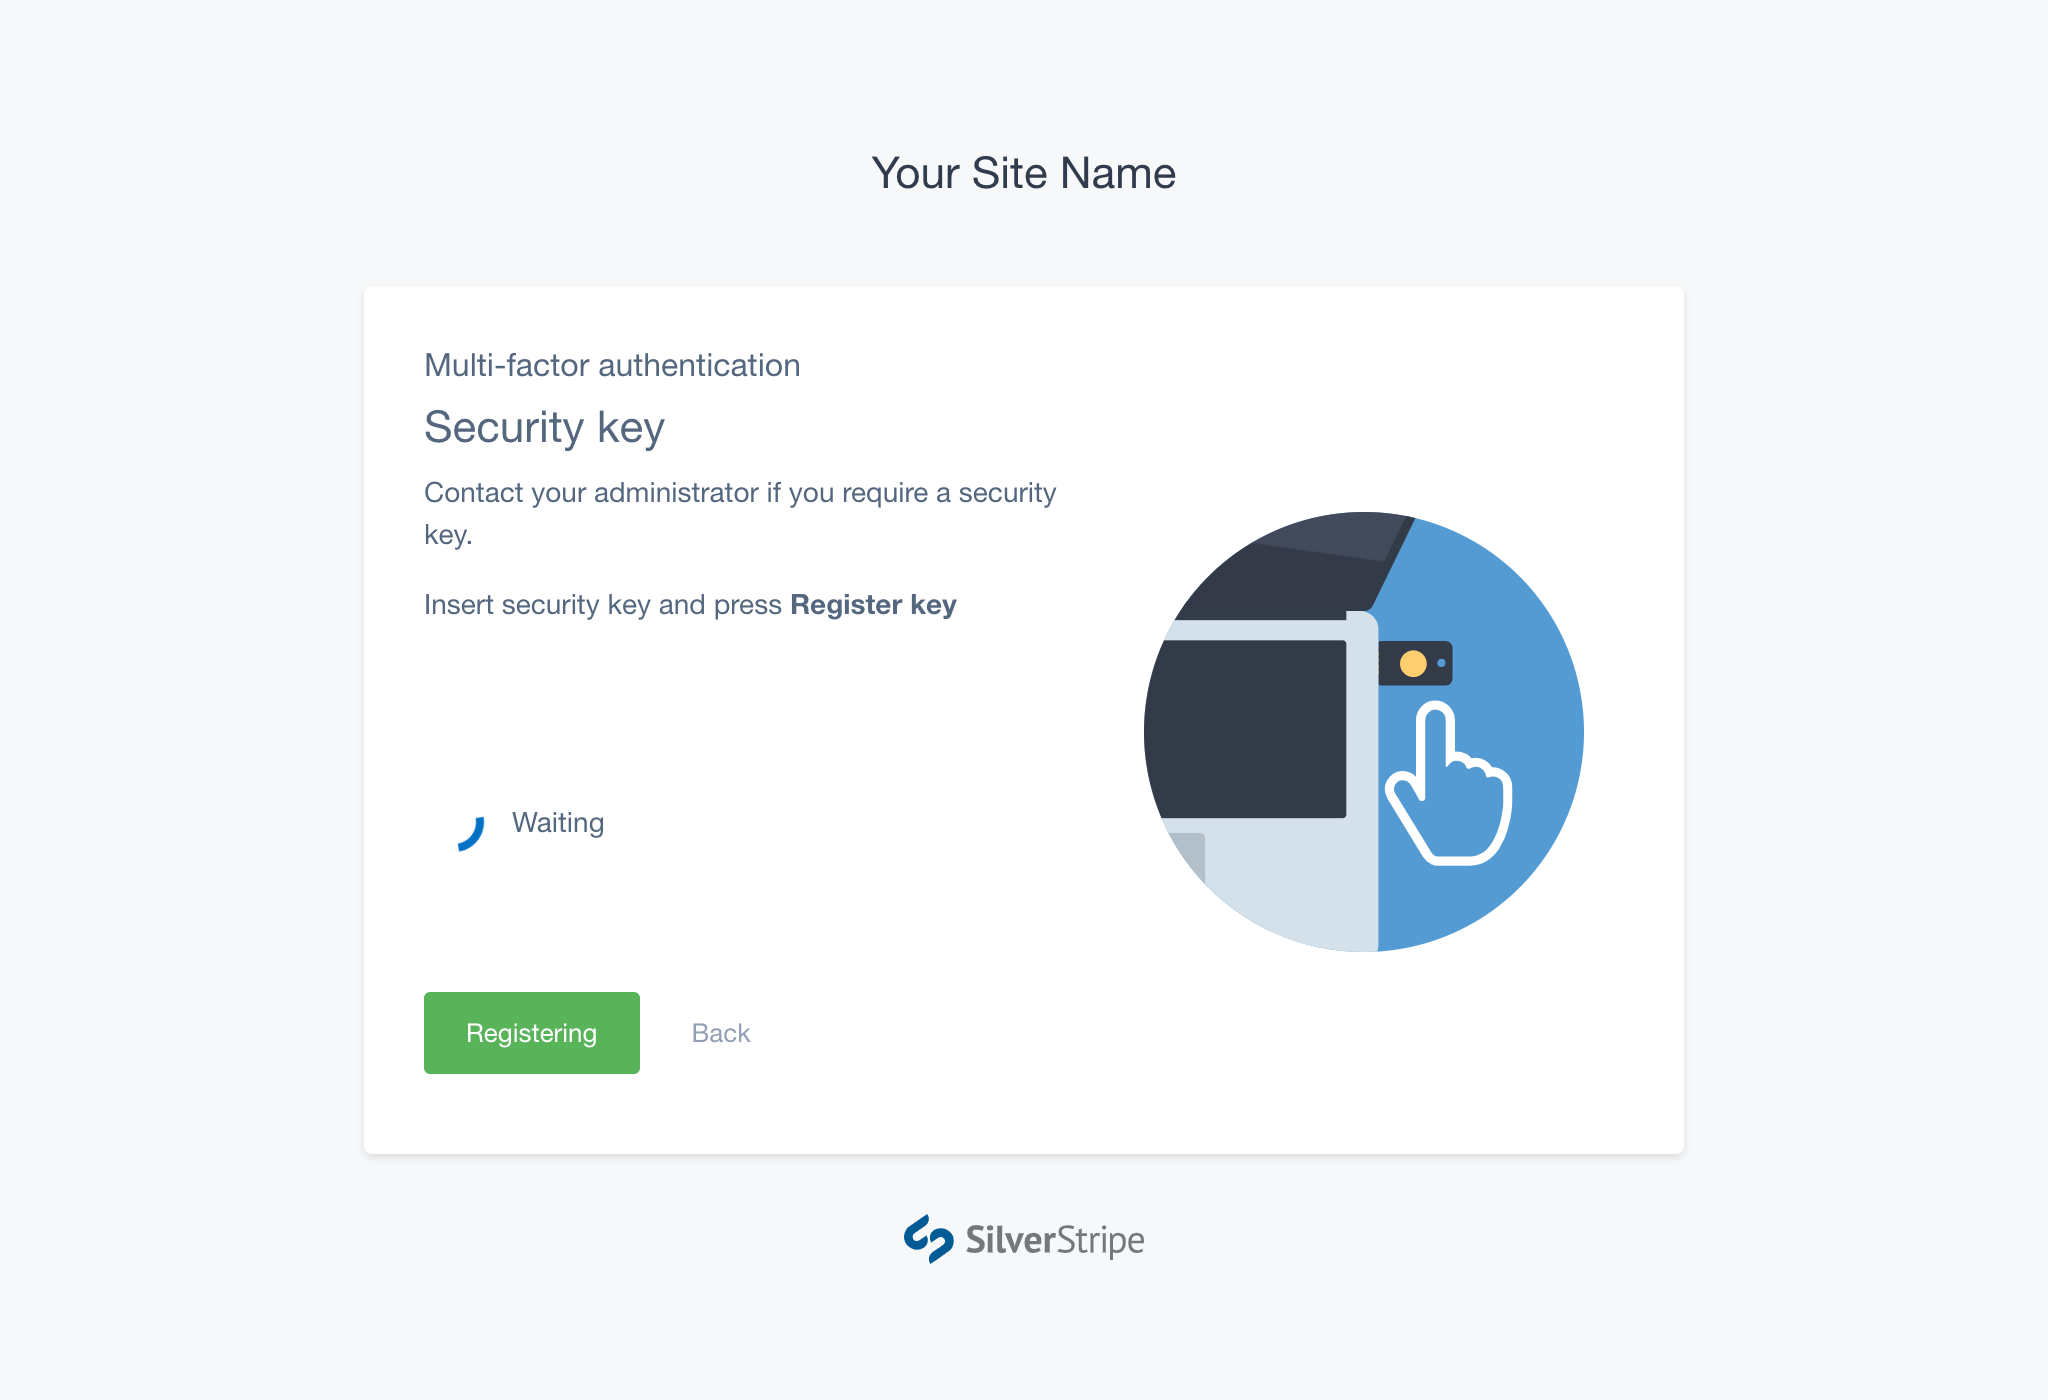 Your Site Name
Multi-factor authentication
Security key
Contact your administrator if you require a security
key.
Insert security key and press Register key
Waiting
Registering
Back
SilverStripe